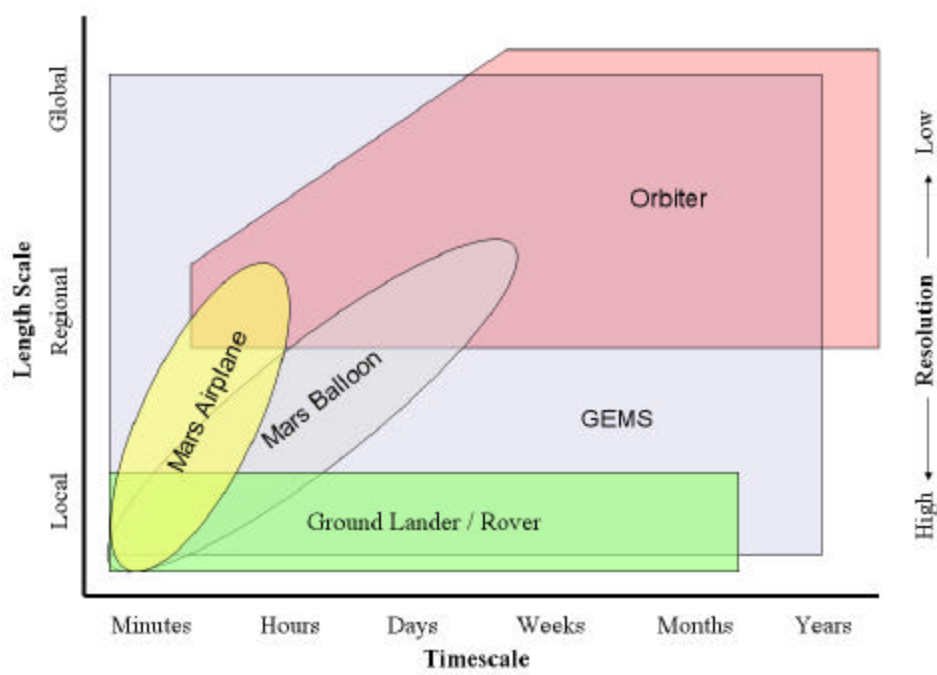 Global
Regional
Local
Length Scale
Orbiter
Mars Airplane
Mars Balloon
GEMS
Ground Lander / Rover
Low
Resolution
High
Minutes Hours Days Weeks Months Years
Timescale